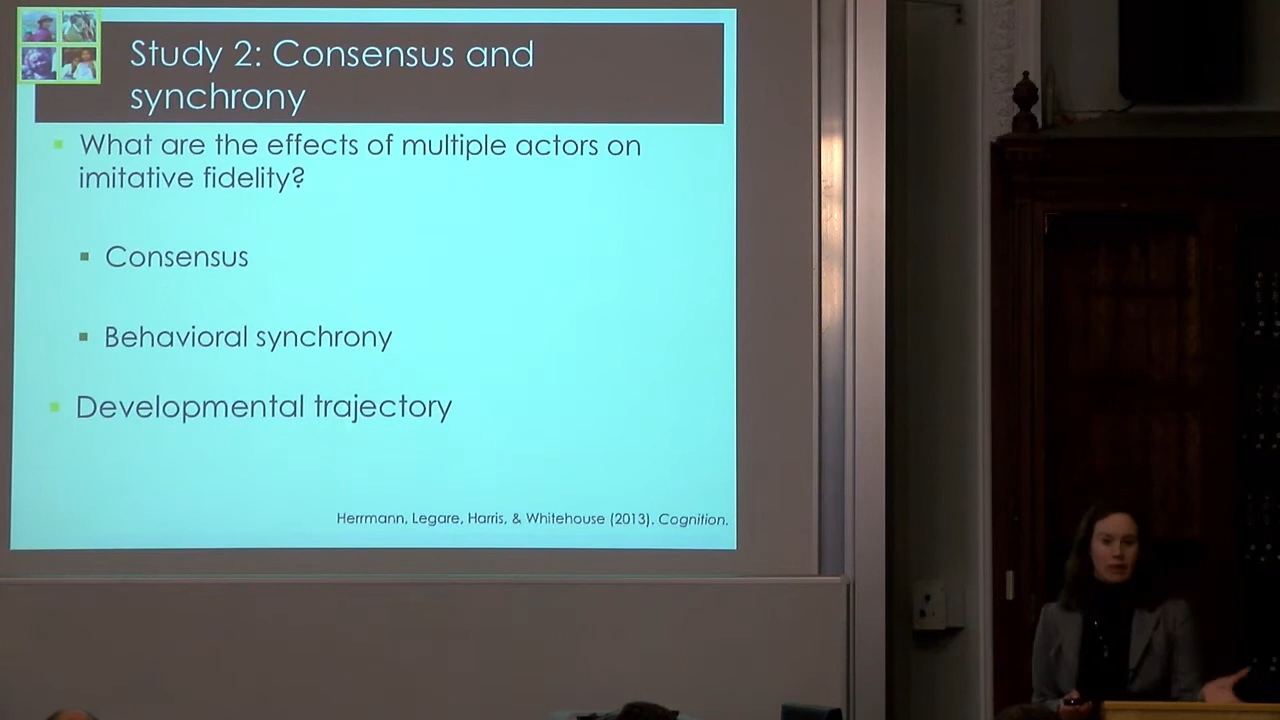 Study 2: Consensus and
synchrony
What are the effects of multiple actors on
imitative fidelity?
Consensus
Behavioral synchrony
Developmental trajectory
Herrmann, Legare, Harris, & Whitehouse (2013). Cognition.